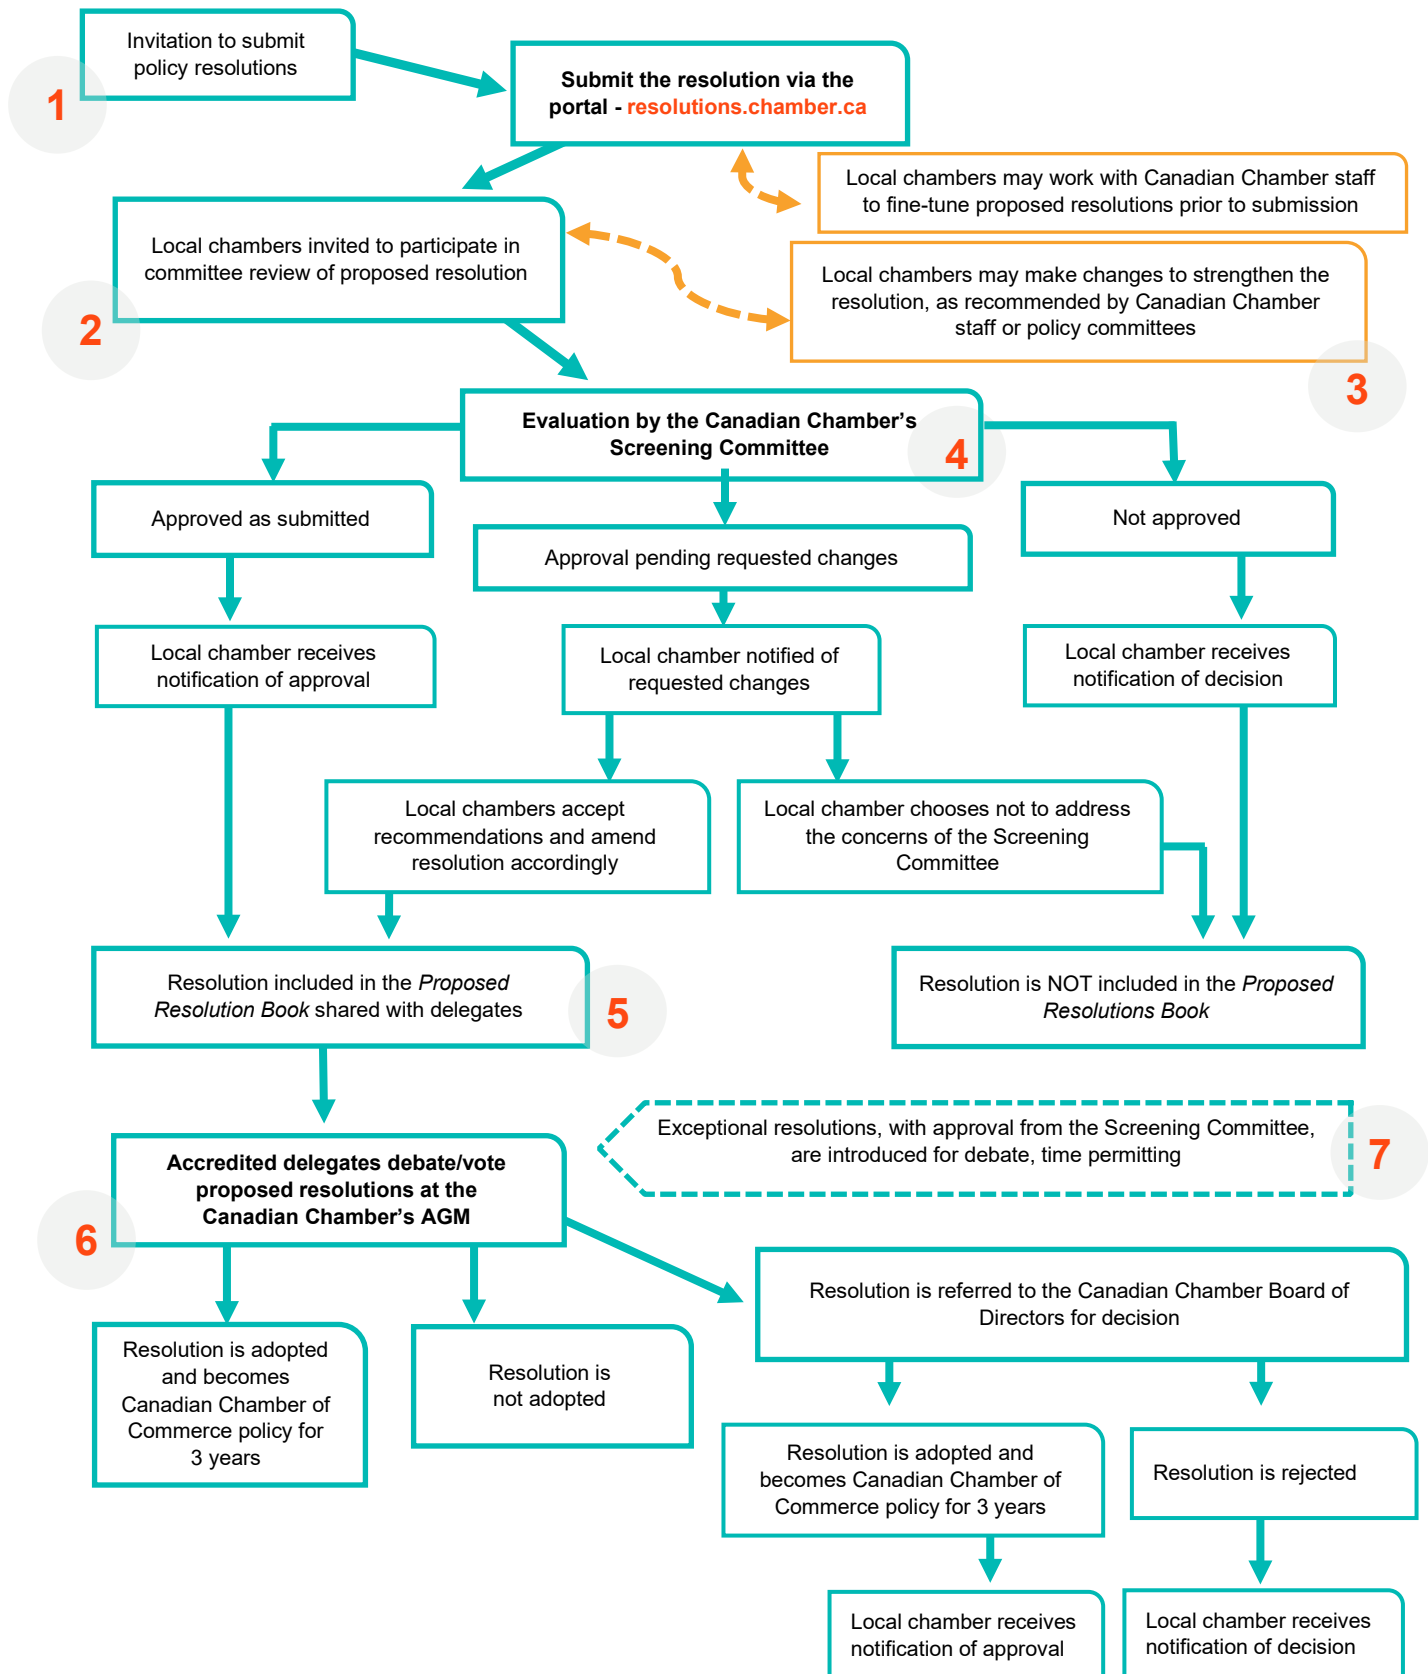 1
Invitation to submit
policy resolutions
Submit the resolution via the
portal - resolutions.chamber.ca
Local chambers may work with Canadian Chamber staff
to fine-tune proposed resolutions prior to submission
2
Local chambers invited to participate in
committee review of proposed resolution
Local chambers may make changes to strengthen the
resolution, as recommended by Canadian Chamber
staff or policy committees
3
Evaluation by the Canadian Chamber’s
Screening Committee
4
Approved as submitted
Approval pending requested changes
Not approved
Local chamber receives
notification of approval
Local chamber notified of
requested changes
Local chamber receives
notification of decision
Local chambers accept
recommendations and amend
resolution accordingly
Local chamber chooses not to address
the concerns of the Screening
Committee
Resolution included in the Proposed
Resolution Book shared with delegates
5
Resolution is NOT included in the Proposed
Resolutions Book
Exceptional resolutions, with approval from the Screening Committee,
are introduced for debate, time permitting
7
Accredited delegates debate/vote
proposed resolutions at the
Canadian Chamber’s AGM
6
Resolution is referred to the Canadian Chamber Board of
Directors for decision
Resolution is adopted
and becomes
Canadian Chamber of
Commerce policy for
3 years
Resolution is
not adopted
Resolution is adopted and
becomes Canadian Chamber of
Commerce policy for 3 years
Resolution is rejected
Local chamber receives
notification of approval
Local chamber receives
notification of decision